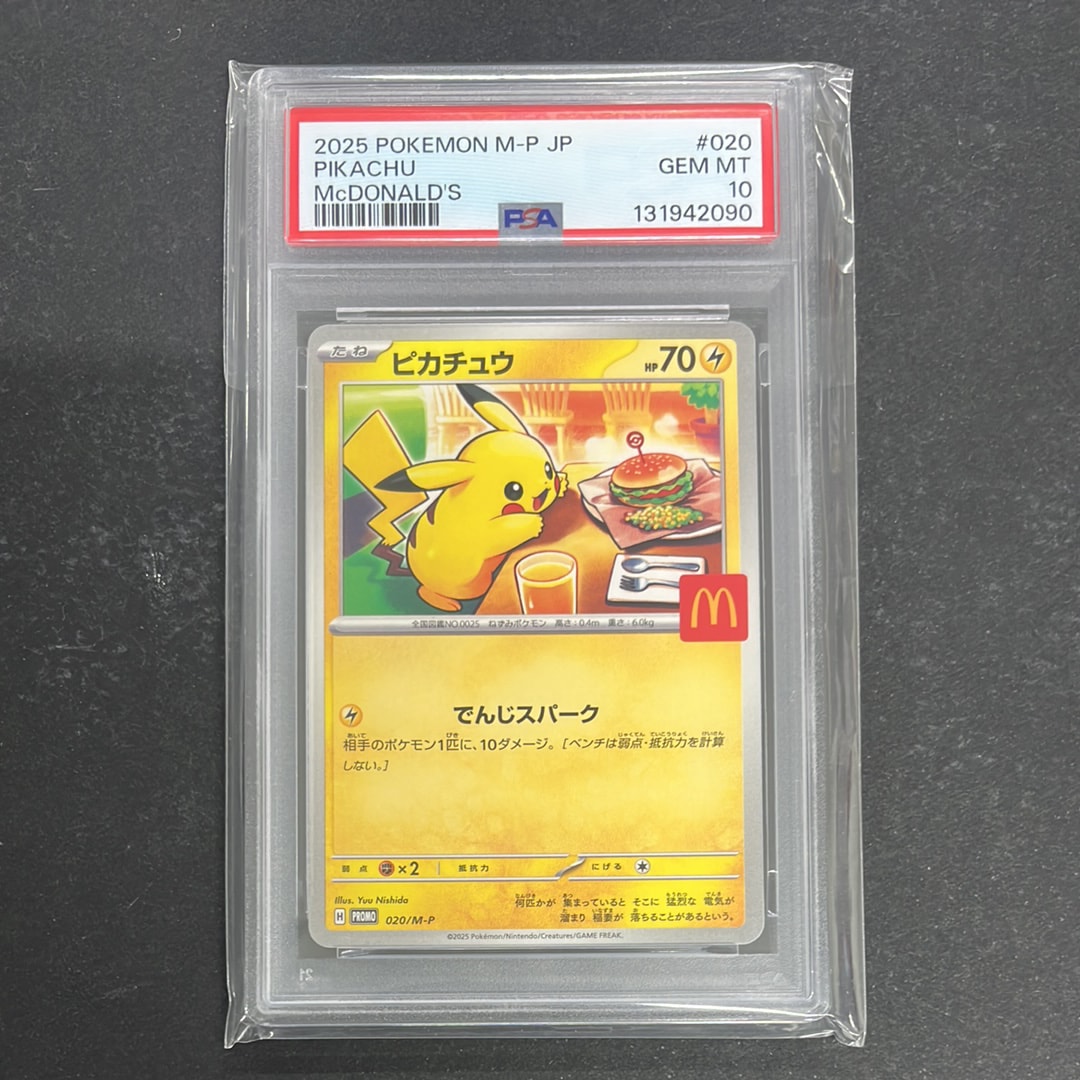 2025 POKEMON M-P JP #020
PIKACHU GEM MT
McDONALD'S 10
PSA 131942090
たね ピカチュウ HP70
M
全国図鑑NO.0025 ねずみポケモン 高さ:0.4m 重さ:6.0kg
でんじスパーク
相手のポケモン1匹に、10ダメージ。[ベンチは弱点・抵抗力を計算
しない。]
弱点 ×2 抵抗力 にげる
Illus. Yuu Nishida
何匹かが 集まっていると そこに 猛烈な 電気が
溜まり 稲妻が 落ちることがあるという。
H PROMO 020/M-P
©2025 Pokémon/Nintendo/Creatures/GAME FREAK.